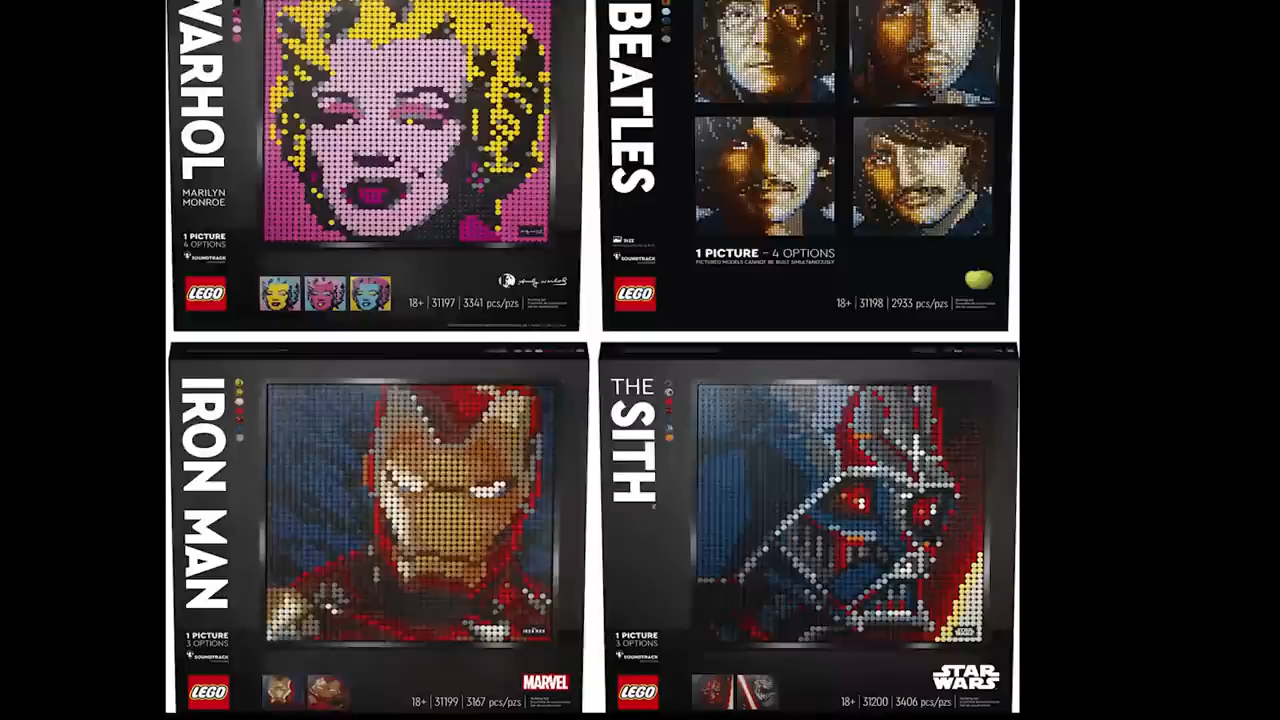 WARHOL
MARILYN
MONROE
1 PICTURE
4 OPTIONS
SOUNDTRACK
LEGO
18+ | 31197 | 3341 pcs/pzs
BEATLES
SOUNDTRACK
1 PICTURE – 4 OPTIONS
PICTURED MODELS CANNOT BE BUILT SIMULTANEOUSLY
LEGO
18+ | 31198 | 2933 pcs/pzs
IRON MAN
1 PICTURE
3 OPTIONS
SOUNDTRACK
LEGO
MARVEL
18+ | 31199 | 3167 pcs/pzs
THE
SITH
1 PICTURE
3 OPTIONS
SOUNDTRACK
LEGO
STAR
WARS
18+ | 31200 | 3406 pcs/pzs